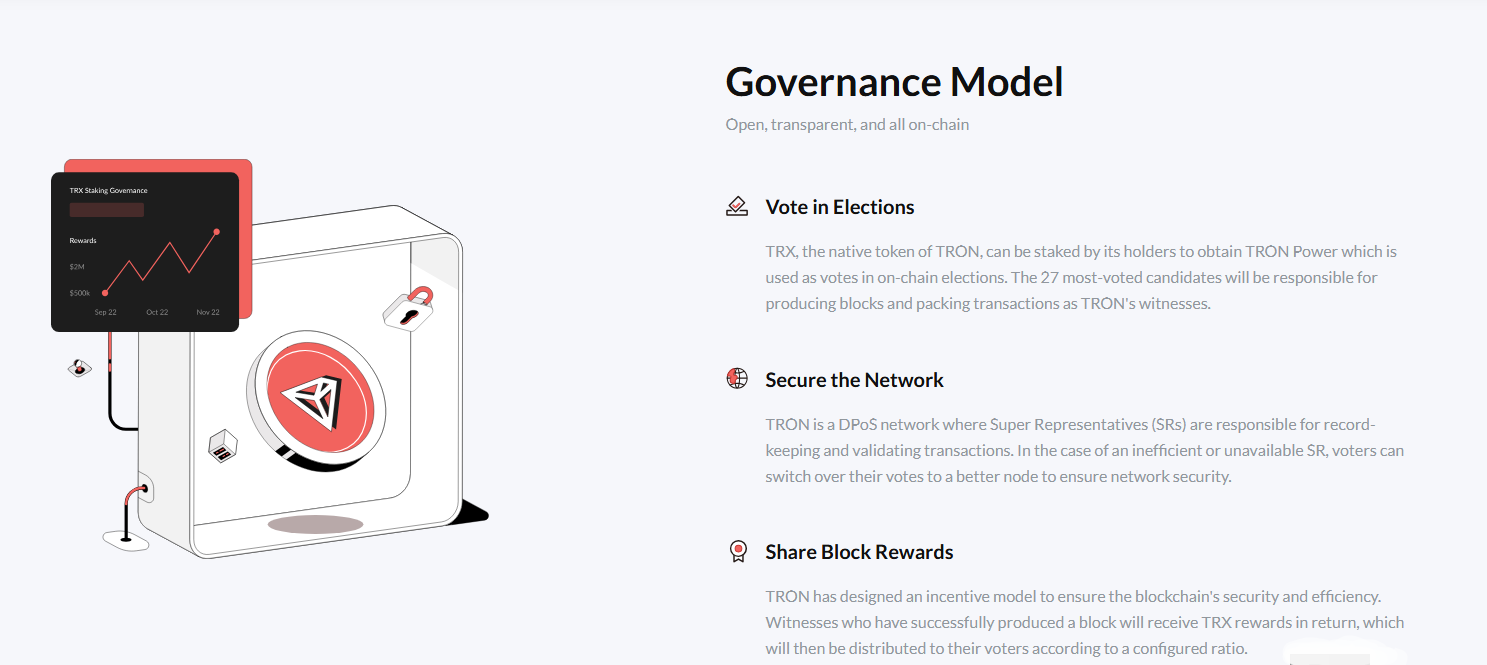 Governance Model
Open, transparent, and all on-chain
TRX Staking Governance
Rewards
$2M
$500k
Sep 22 Oct 22 Nov 22
Vote in Elections
TRX, the native token of TRON, can be staked by its holders to obtain TRON Power which is
used as votes in on-chain elections. The 27 most-voted candidates will be responsible for
producing blocks and packing transactions as TRON's witnesses.
Secure the Network
TRON is a DPoS network where Super Representatives (SRs) are responsible for record-
keeping and validating transactions. In the case of an inefficient or unavailable SR, voters can
switch over their votes to a better node to ensure network security.
Share Block Rewards
TRON has designed an incentive model to ensure the blockchain's security and efficiency.
Witnesses who have successfully produced a block will receive TRX rewards in return, which
will then be distributed to their voters according to a configured ratio.